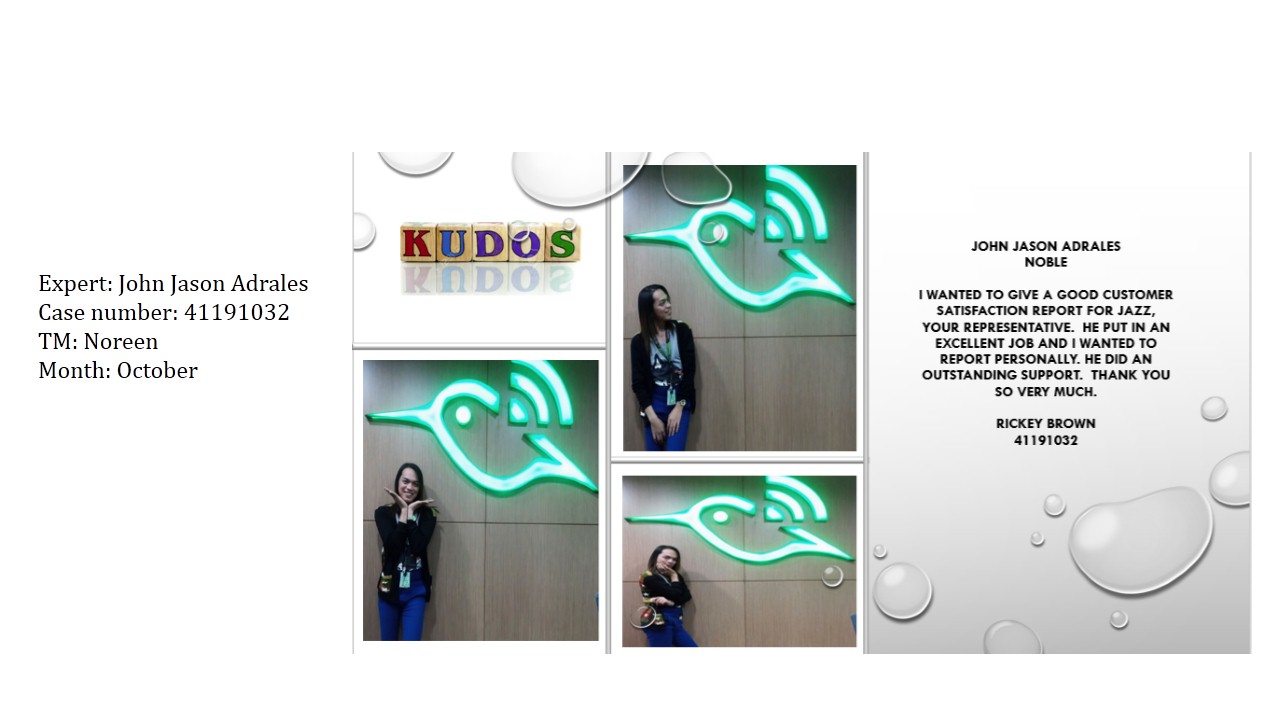 Expert: John Jason Adrales
Case number: 41191032
TM: Noreen
Month: October
KUDOS
JOHN JASON ADRALES
NOBLE
I WANTED TO GIVE A GOOD CUSTOMER
SATISFACTION REPORT FOR JAZZ,
YOUR REPRESENTATIVE. HE PUT IN AN
EXCELLENT JOB AND I WANTED TO
REPORT PERSONALLY. HE DID AN
OUTSTANDING SUPPORT. THANK YOU
SO VERY MUCH.
RICKEY BROWN
41191032